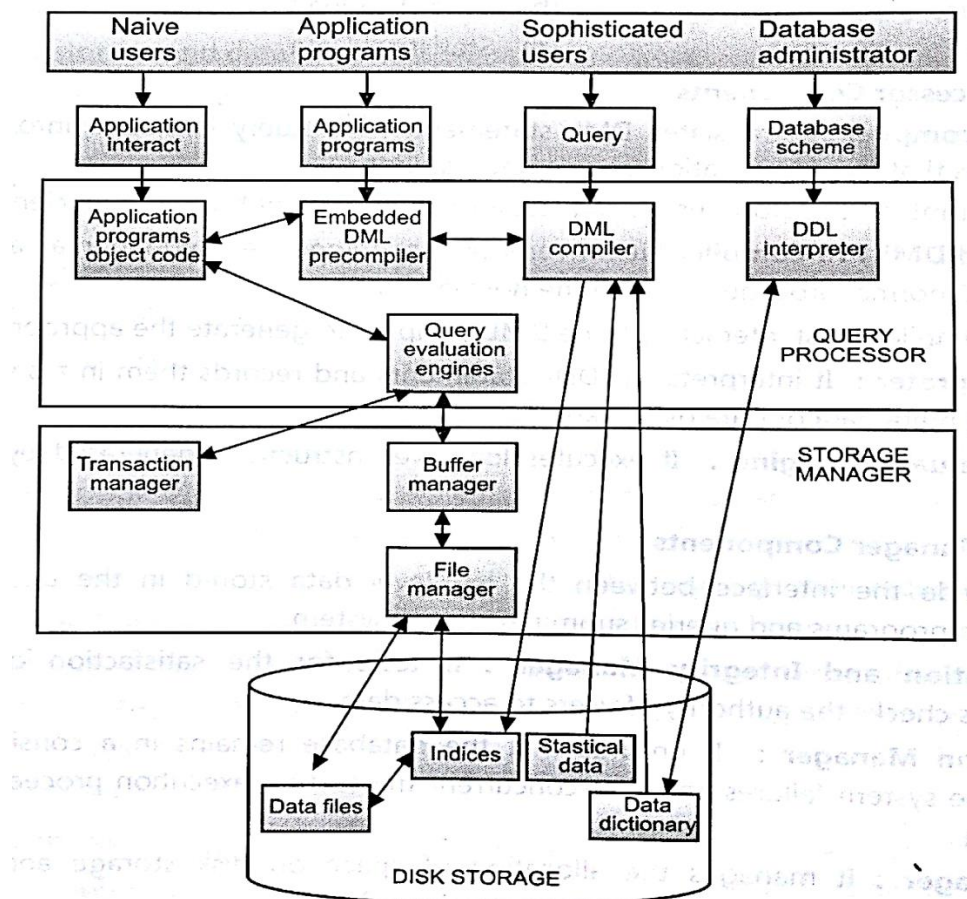 Naive users
Application programs
Sophisticated users
Database administrator
Application interact
Application programs
Query
Database scheme
Application programs object code
Embedded DML precompiler
DML compiler
DDL interpreter
Query evaluation engines
QUERY PROCESSOR
Transaction manager
Buffer manager
STORAGE MANAGER
File manager
Indices
Stastical data
Data files
Data dictionary
DISK STORAGE